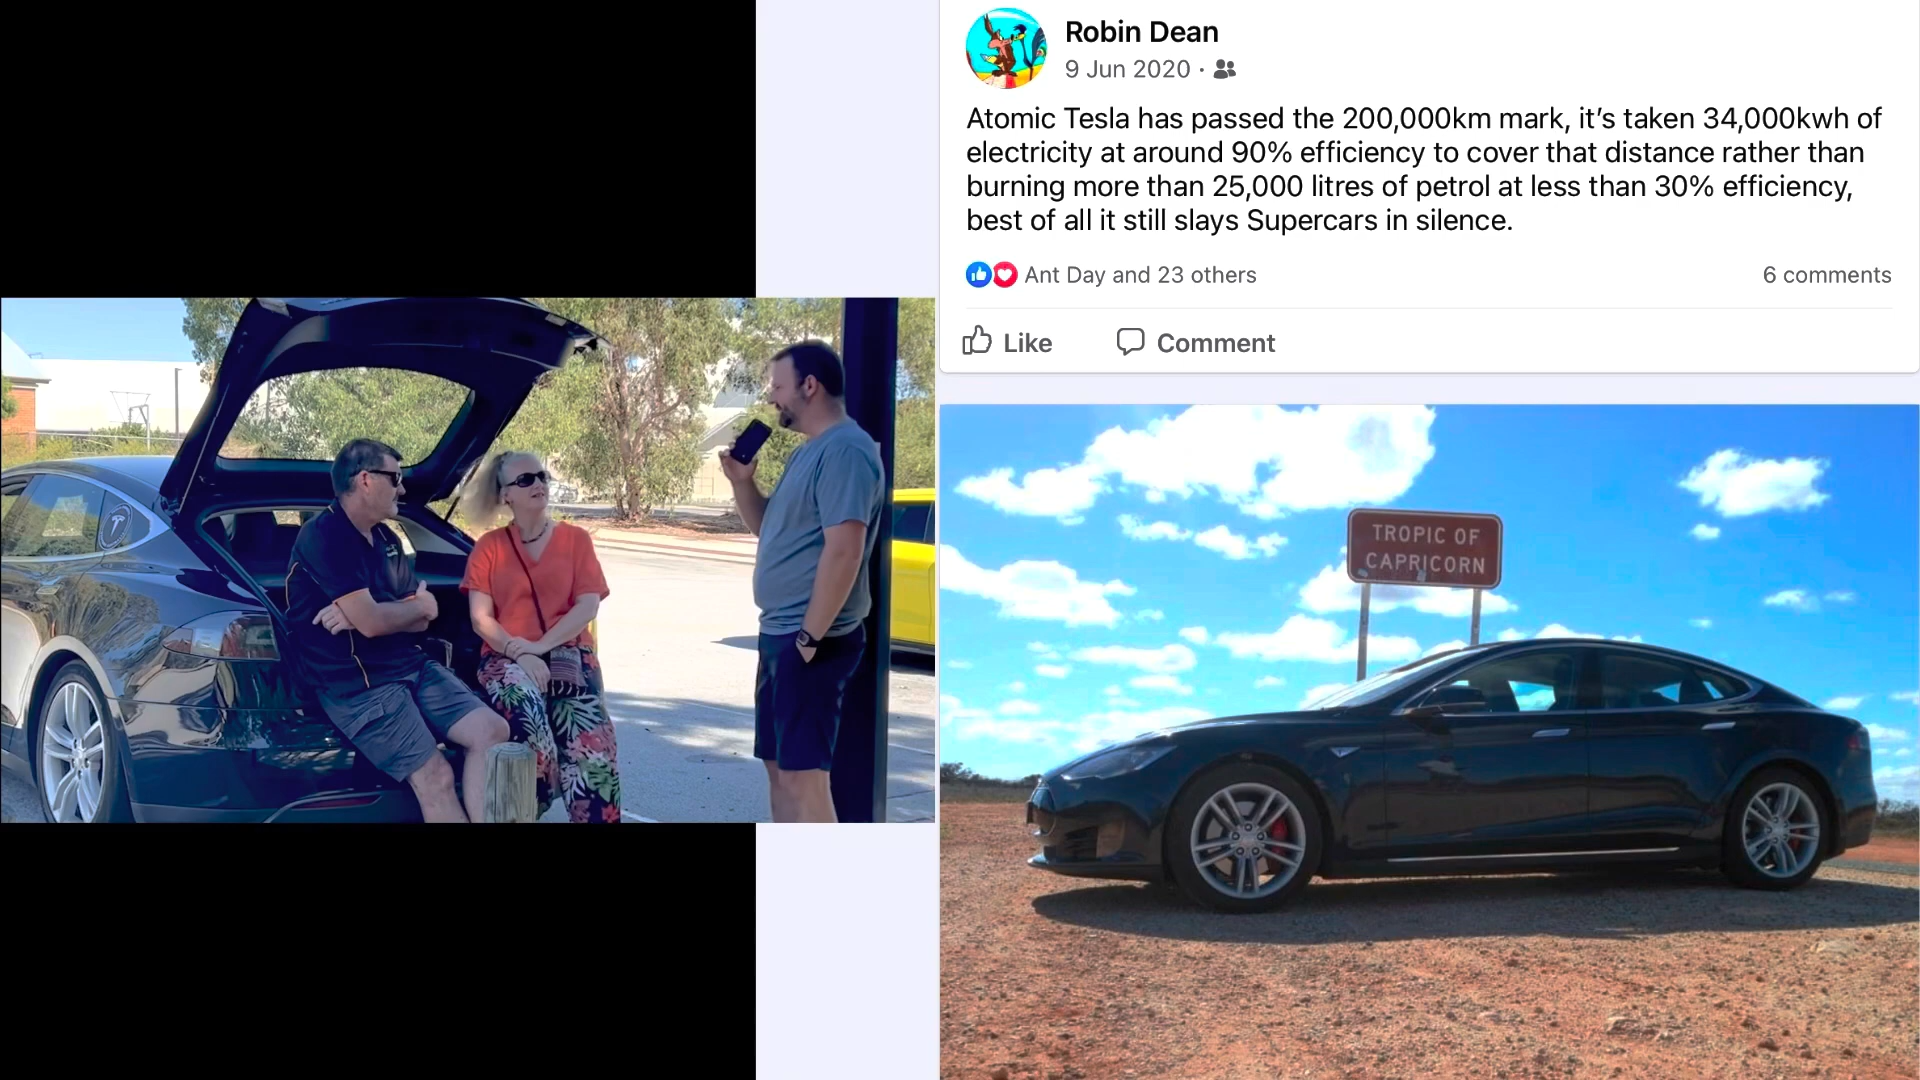 Robin Dean
9 Jun 2020 ·
Atomic Tesla has passed the 200,000km mark, it’s taken 34,000kwh of
electricity at around 90% efficiency to cover that distance rather than
burning more than 25,000 litres of petrol at less than 30% efficiency,
best of all it still slays Supercars in silence.
Ant Day and 23 others
6 comments
Like
Comment
TROPIC OF
CAPRICORN